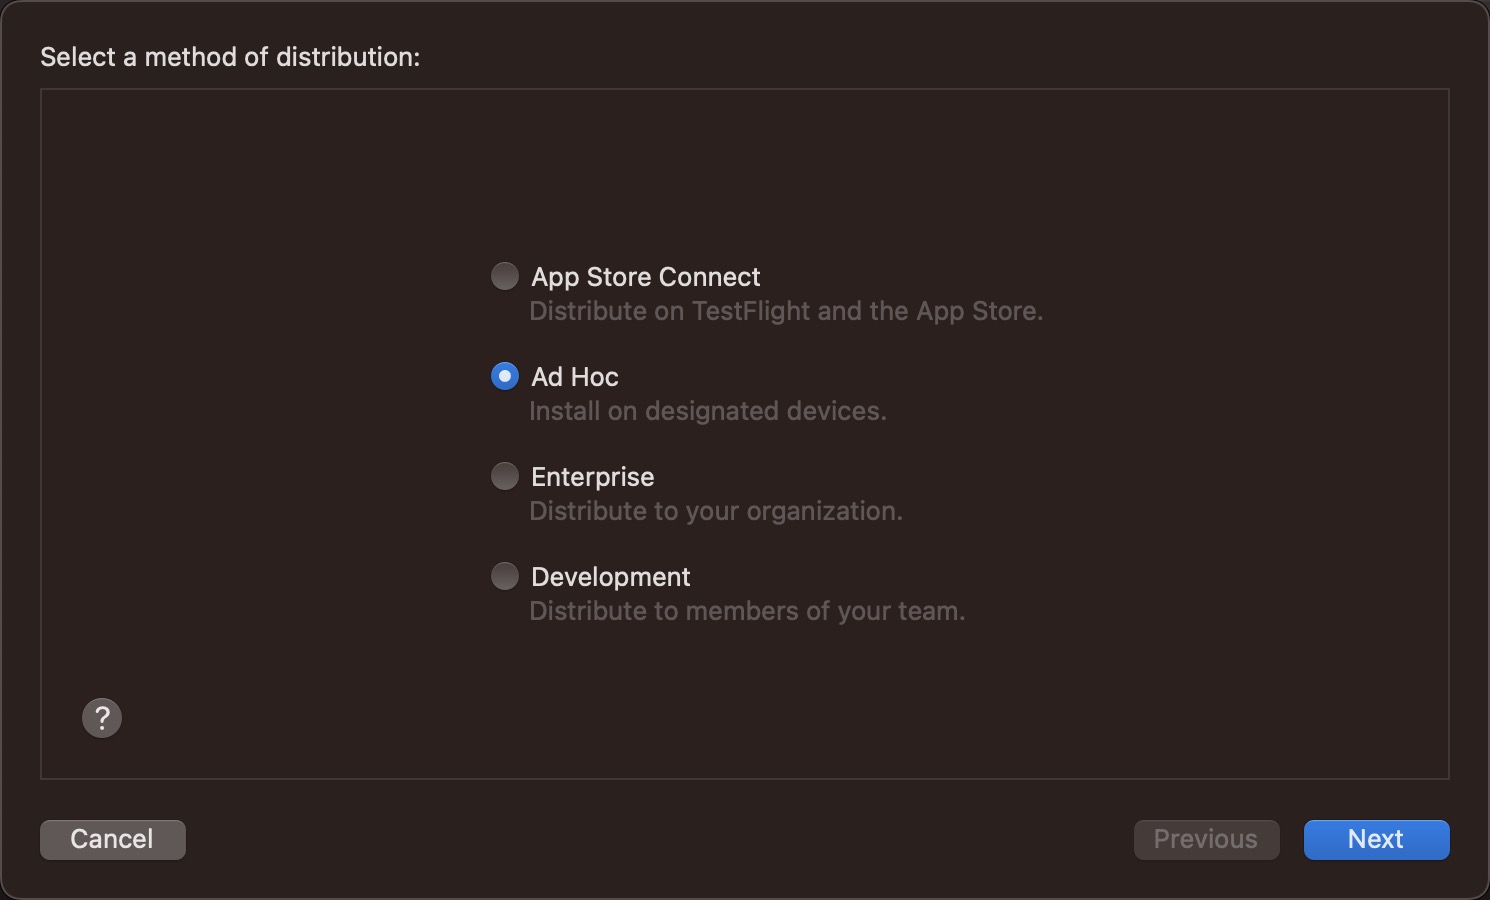 Select a method of distribution:
App Store Connect
Distribute on TestFlight and the App Store.
Ad Hoc
Install on designated devices.
Enterprise
Distribute to your organization.
Development
Distribute to members of your team.
?
Cancel
Previous
Next